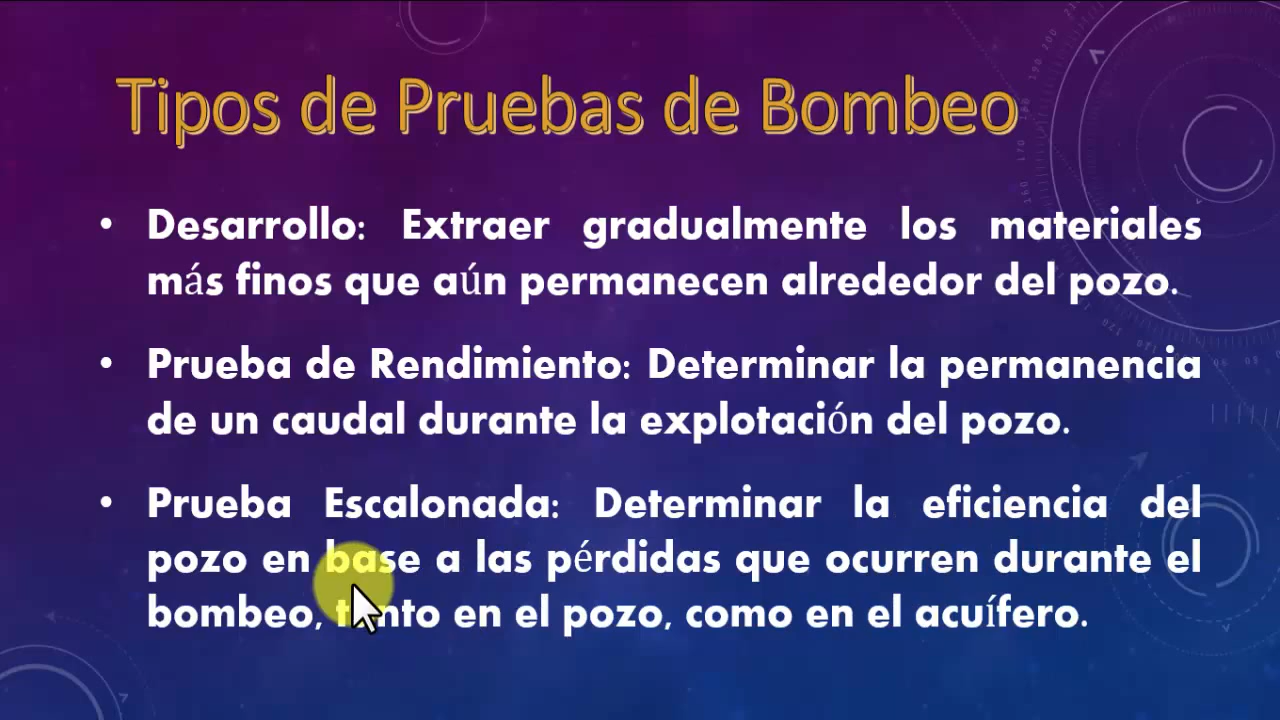 Tipos de Pruebas de Bombeo
• Desarrollo: Extraer gradualmente los materiales
más finos que aún permanecen alrededor del pozo.
• Prueba de Rendimiento: Determinar la permanencia
de un caudal durante la explotación del pozo.
• Prueba Escalonada: Determinar la eficiencia del
pozo en base a las pérdidas que ocurren durante el
bombeo, tanto en el pozo, como en el acuífero.